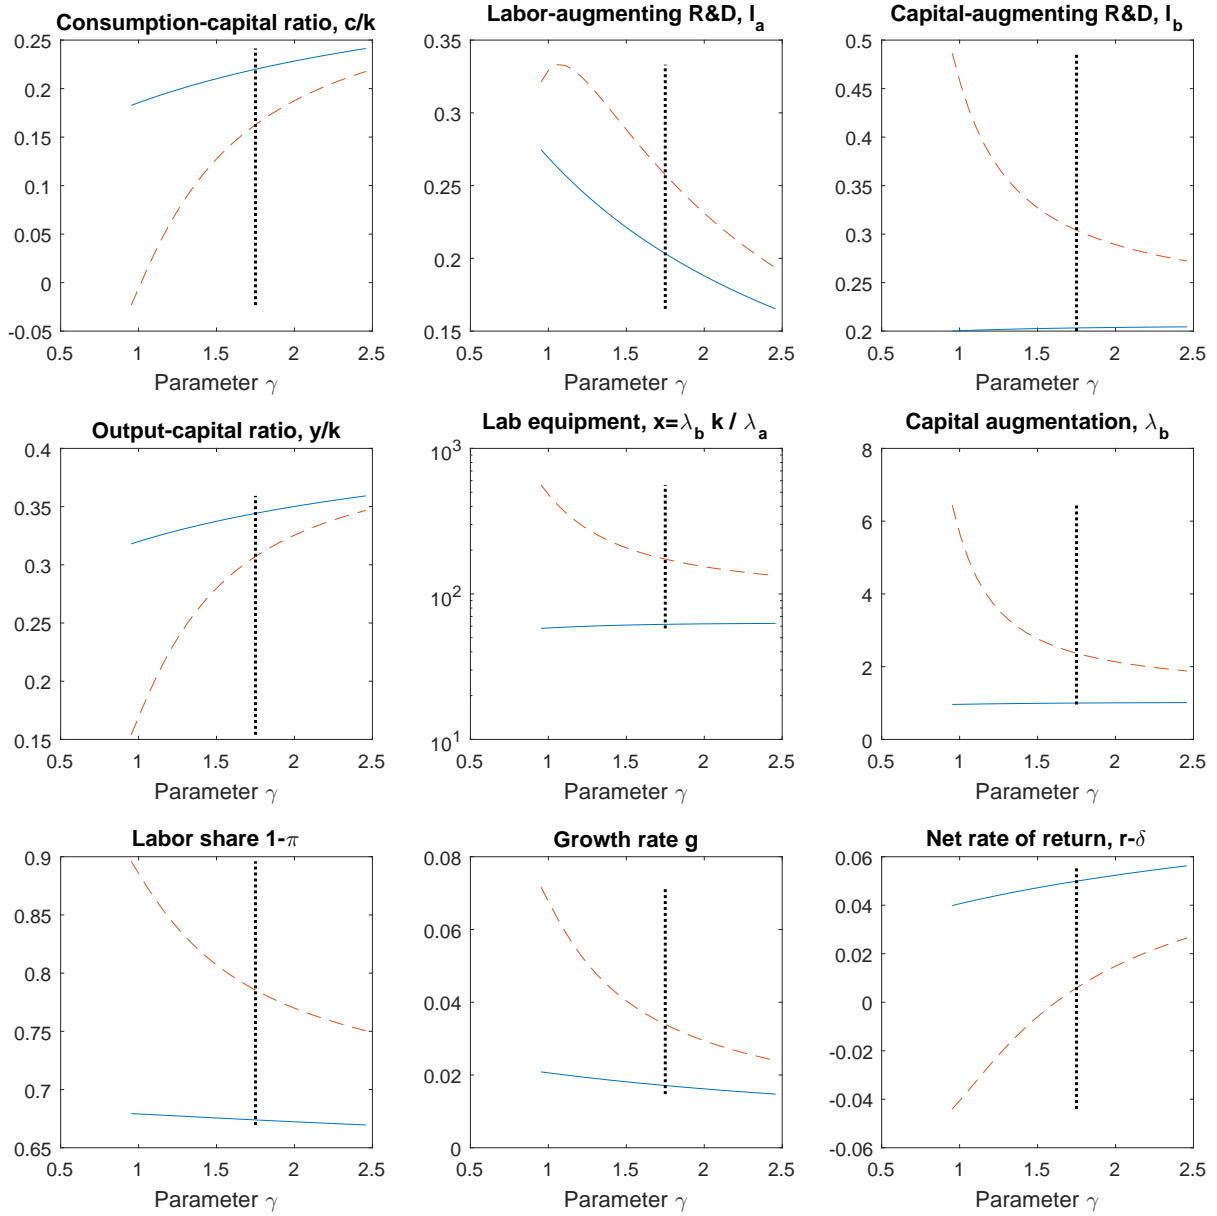 Consumption-capital ratio, c/k
0.25
0.2
0.15
0.1
0.05
0
-0.05
0.5 1 1.5 2 2.5
Parameter γ
Labor-augmenting R&D, l_a
0.35
0.3
0.25
0.2
0.15
0.5 1 1.5 2 2.5
Parameter γ
Capital-augmenting R&D, l_b
0.5
0.45
0.4
0.35
0.3
0.25
0.2
0.5 1 1.5 2 2.5
Parameter γ
Output-capital ratio, y/k
0.4
0.35
0.3
0.25
0.2
0.15
0.5 1 1.5 2 2.5
Parameter γ
Lab equipment, x=λ_b k / λ_a
10^3
10^2
10^1
0.5 1 1.5 2 2.5
Parameter γ
Capital augmentation, λ_b
8
6
4
2
0
0.5 1 1.5 2 2.5
Parameter γ
Labor share 1-π
0.9
0.85
0.8
0.75
0.7
0.65
0.5 1 1.5 2 2.5
Parameter γ
Growth rate g
0.08
0.06
0.04
0.02
0
0.5 1 1.5 2 2.5
Parameter γ
Net rate of return, r-δ
0.06
0.04
0.02
0
-0.02
-0.04
-0.06
0.5 1 1.5 2 2.5
Parameter γ